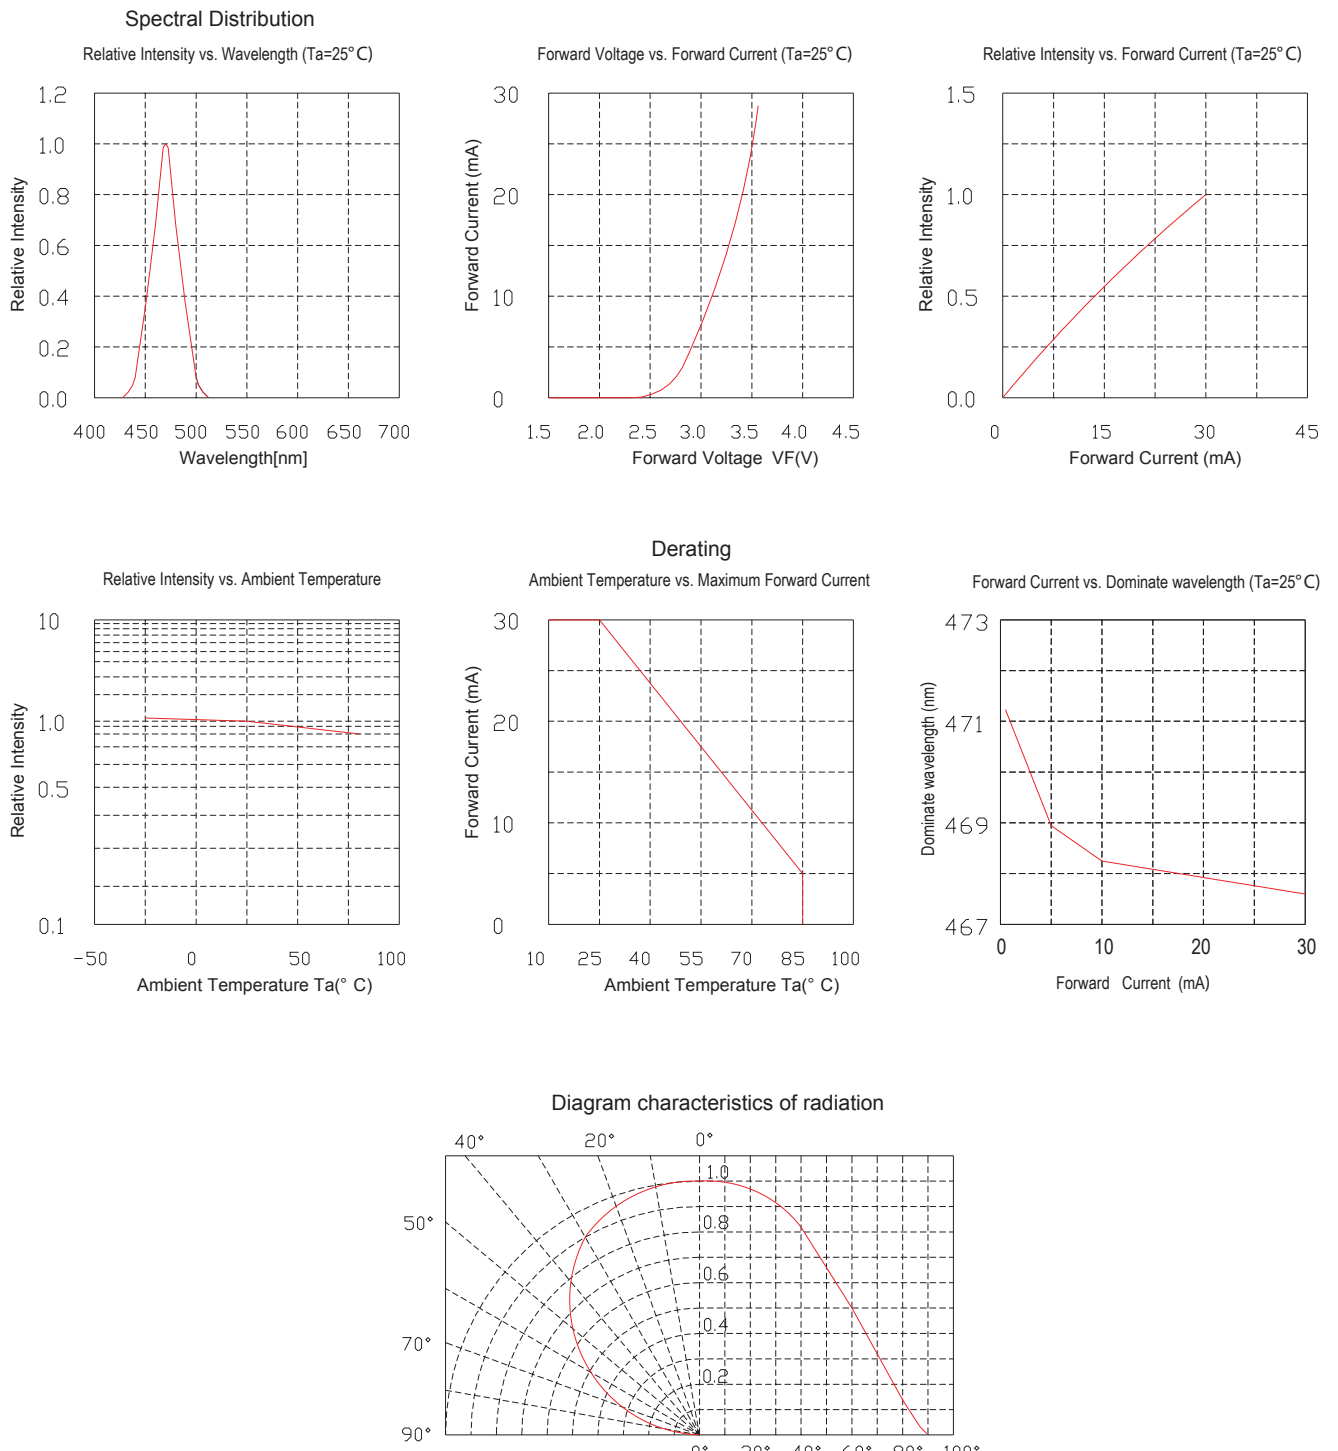 Spectral Distribution
Relative Intensity vs. Wavelength (Ta=25°C)
1.2
1.0
0.8
0.6
0.4
0.2
0.0
Relative Intensity
400 450 500 550 600 650 700
Wavelength[nm]
Forward Voltage vs. Forward Current (Ta=25°C)
30
20
10
0
Forward Current (mA)
1.5 2.0 2.5 3.0 3.5 4.0 4.5
Forward Voltage VF(V)
Relative Intensity vs. Forward Current (Ta=25°C)
1.5
1.0
0.5
0.0
Relative Intensity
0 15 30 45
Forward Current (mA)
Relative Intensity vs. Ambient Temperature
10
1.0
0.5
0.1
Relative Intensity
-50 0 50 100
Ambient Temperature Ta(° C)
Derating
Ambient Temperature vs. Maximum Forward Current
30
20
10
0
Forward Current (mA)
10 25 45 55 70 85 100
Ambient Temperature Ta(° C)
Forward Current vs. Dominate wavelength (Ta=25°C)
473
471
469
467
Dominate wavelength (nm)
0 10 20 30
Forward Current (mA)
Diagram characteristics of radiation
40° 20° 0°
50°
70°
90°
1.0
0.8
0.6
0.4
0.2
0° 20° 40° 60° 80° 100°